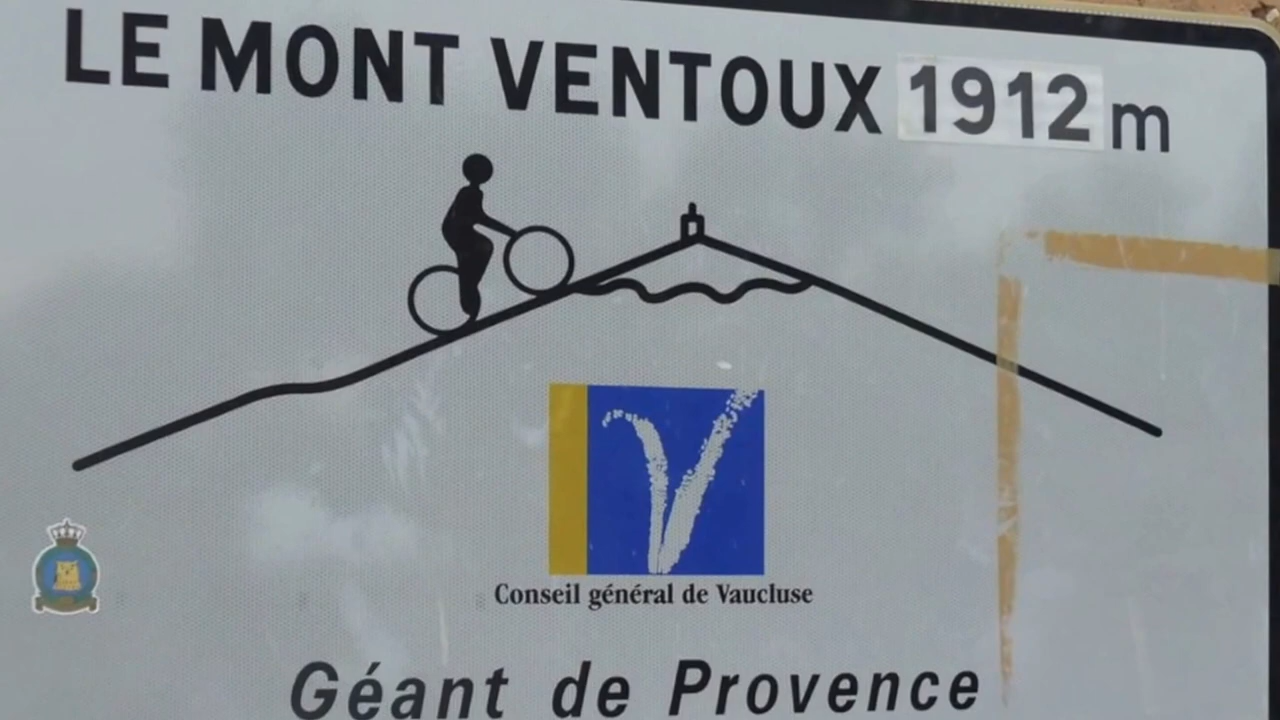 LE MONT VENTOUX 1912 m
Conseil général de Vaucluse
Géant de Provence